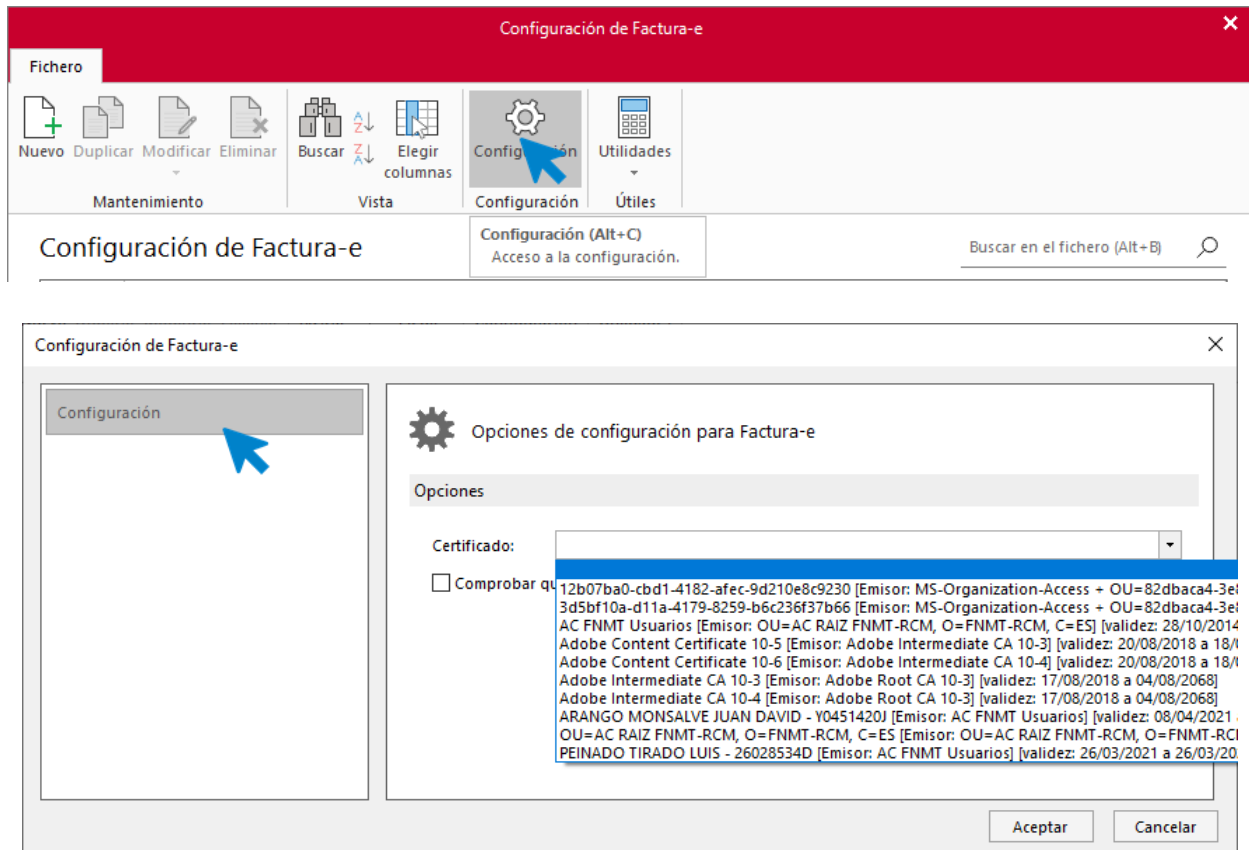 Configuración de Factura-e
Fichero
Nuevo Duplicar Modificar Eliminar Buscar Elegir columnas Utilidades
Mantenimiento Vista Configuración Útiles
Configuración (Alt+C)
Acceso a la configuración.
Configuración de Factura-e
Buscar en el fichero (Alt+B)
Configuración de Factura-e
Configuración
Opciones de configuración para Factura-e
Opciones
Certificado:
Comprobar
12b07ba0-cbd1-4182-afec-9d210e8c9230 [Emisor: MS-Organization-Access + OU=82dbaca4-3e8
3d5bf10a-d11a-4179-8259-b6c236f37b66 [Emisor: MS-Organization-Access + OU=82dbaca4-3e8
AC FNMT Usuarios [Emisor: OU=AC RAIZ FNMT-RCM, O=FNMT-RCM, C=ES] [validez: 28/10/2014
Adobe Content Certificate 10-5 [Emisor: Adobe Intermediate CA 10-3] [validez: 20/08/2018 a 18/0
Adobe Content Certificate 10-6 [Emisor: Adobe Intermediate CA 10-4] [validez: 20/08/2018 a 18/0
Adobe Intermediate CA 10-3 [Emisor: Adobe Root CA 10-3] [validez: 17/08/2018 a 04/08/2068]
Adobe Intermediate CA 10-4 [Emisor: Adobe Root CA 10-3] [validez: 17/08/2018 a 04/08/2068]
ARANGO MONSALVE JUAN DAVID - Y0451420J [Emisor: AC FNMT Usuarios] [validez: 08/04/2021 a
OU=AC RAIZ FNMT-RCM, O=FNMT-RCM, C=ES [Emisor: OU=AC RAIZ FNMT-RCM, O=FNMT-RCM
PEINADO TIRADO LUIS - 26028534D [Emisor: AC FNMT Usuarios] [validez: 26/03/2021 a 26/03/20
Aceptar Cancelar